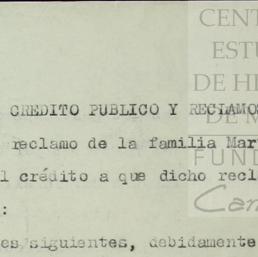 CENT
ESTU
DE HI
DE M
FUND
Car
CREDITO PUBLICO Y RECLAMOS
reclamo de la familia Mar
l crédito a que dicho recl
:
es siguientes, debidamente